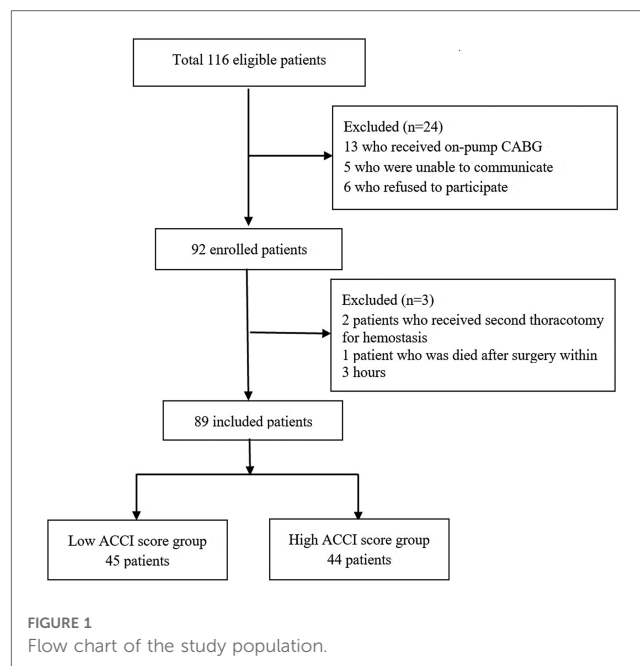 Total 116 eligible patients
Excluded (n=24)
13 who received on-pump CABG
5 who were unable to communicate
6 who refused to participate
92 enrolled patients
Excluded (n=3)
2 patients who received second thoracotomy
for hemostasis
1 patient who was died after surgery within
3 hours
89 included patients
Low ACCI score group
45 patients
High ACCI score group
44 patients
FIGURE 1
Flow chart of the study population.